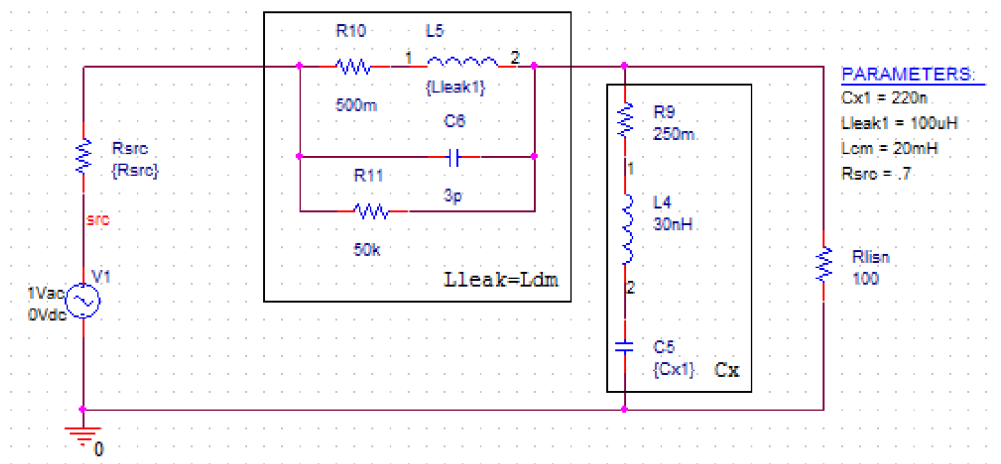 R10
L5
1
2
{Lleak1}
500m
C6
R11
3p
50k
Lleak=Ldm
Rsrc
{Rsrc}
src
V1
1Vac
0Vdc
0
R9
250m
1
L4
30nH
2
C5
{Cx1}
Cx
Rlisn
100
PARAMETERS:
Cx1 = 220n
Lleak1 = 100uH
Lcm = 20mH
Rsrc = .7